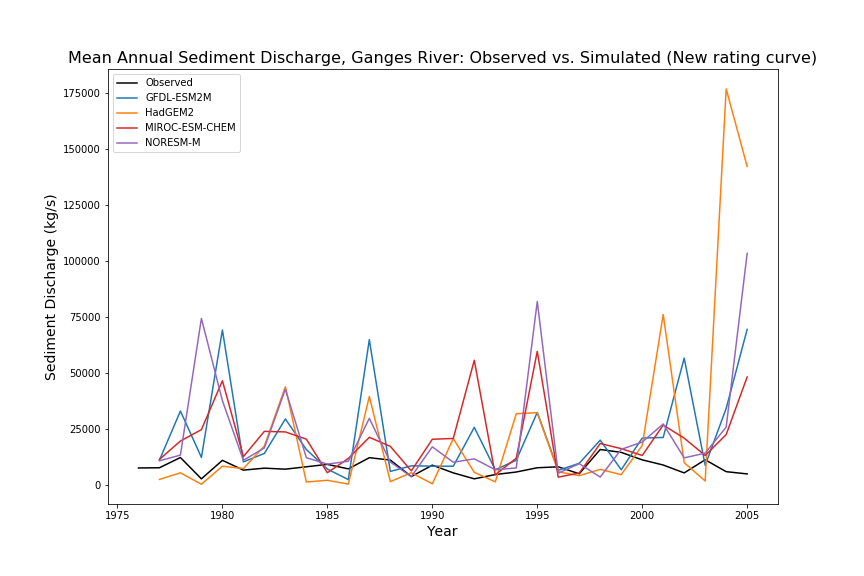 Mean Annual Sediment Discharge, Ganges River: Observed vs. Simulated (New rating curve)
Observed
GFDL-ESM2M
HadGEM2
MIROC-ESM-CHEM
NORESM-M
Sediment Discharge (kg/s)
175000
150000
125000
100000
75000
50000
25000
0
1975 1980 1985 1990 1995 2000 2005
Year